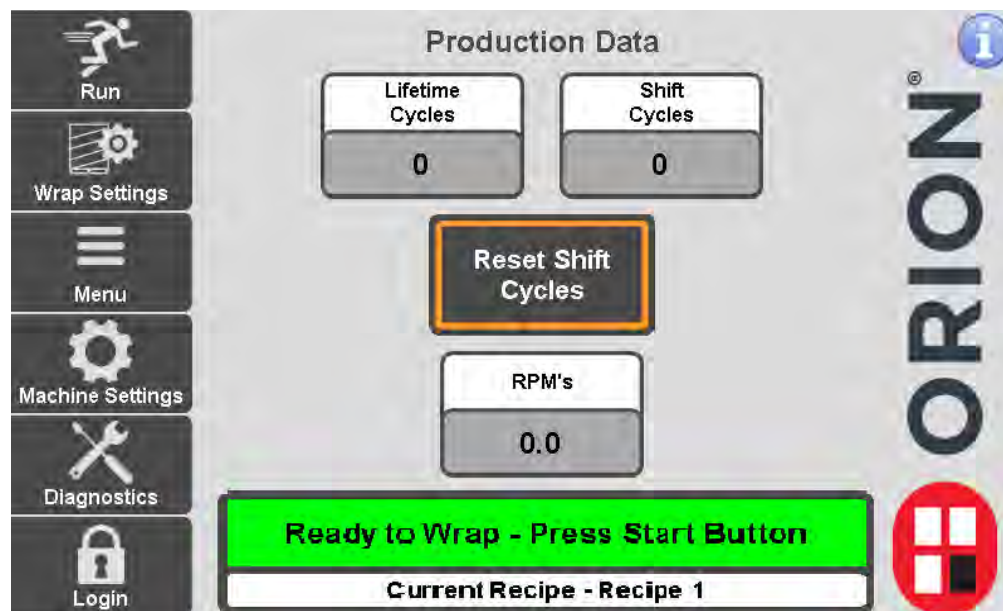 Run
Wrap Settings
Menu
Machine Settings
Diagnostics
Login
Production Data
Lifetime
Cycles
0
Shift
Cycles
0
Reset Shift
Cycles
RPM's
0.0
Ready to Wrap - Press Start Button
Current Recipe - Recipe 1
i
ORION®